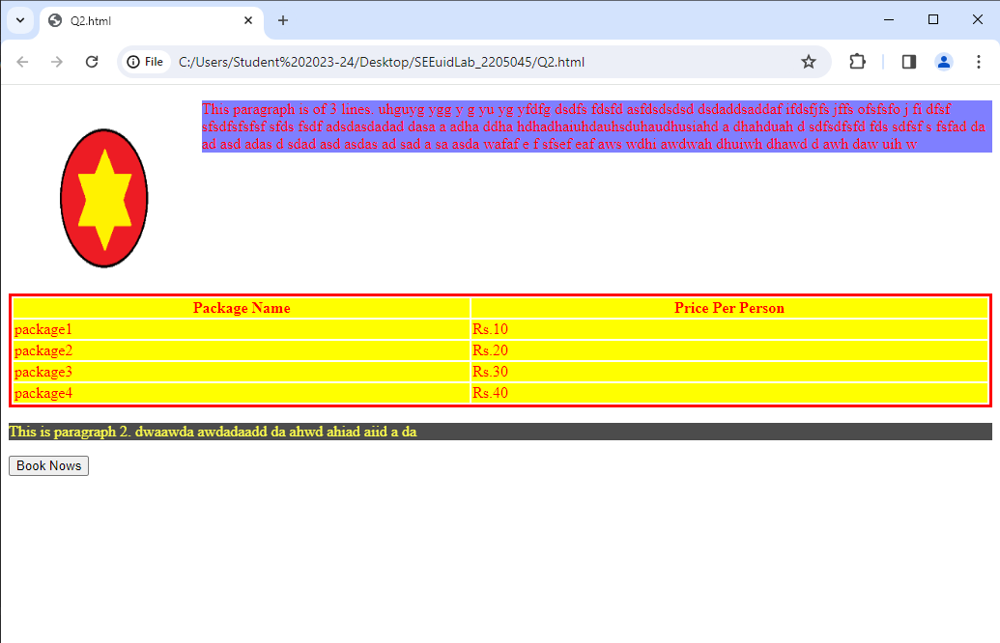 Q2.html
File C:/Users/Student%202023-24/Desktop/SEEuidLab_2205045/Q2.html
This paragraph is of 3 lines. uhguyg ygg y g yu yg yfdfg dsdfs fdsfd asfdsdsdsd dsdaddsaddaf ifdsfjfs jffs ofsfsfo j fi dfsf
sfsdfsfsfsf sfds fsdf adsdasdadad dasa a adha ddha hdhadhaiuhdauhsduhaudhusiahd a dhahduah d sdfsdfsfd fds sdfsf s fsfad da
ad asd adas d sdad asd asdas ad sad a sa asda wafaf e f sfsef eaf aws wdhi awdwah dhuiwh dhawd d awh daw uih w
Package Name Price Per Person
package1 Rs.10
package2 Rs.20
package3 Rs.30
package4 Rs.40
This is paragraph 2. dwaawda awdadaadd da ahwd ahiad aiid a da
Book Nows